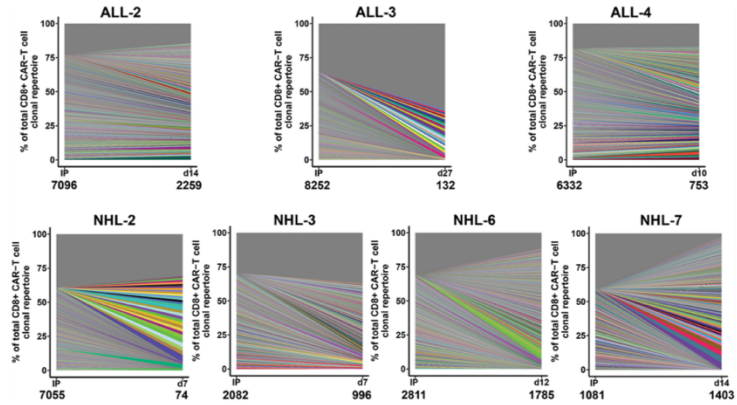 ALL-2
ALL-3
ALL-4
% of total CD8+ CAR−T cell
clonal repertoire
100
75
50
25
0
IP
d14
7096
2259
% of total CD8+ CAR−T cell
clonal repertoire
100
75
50
25
0
IP
d27
8252
132
% of total CD8+ CAR−T cell
clonal repertoire
100
75
50
25
0
IP
d10
6332
753
NHL-2
NHL-3
NHL-6
NHL-7
% of total CD8+ CAR−T cell
clonal repertoire
100
75
50
25
0
IP
d7
7055
74
% of total CD8+ CAR−T cell
clonal repertoire
100
75
50
25
0
IP
d7
2082
996
% of total CD8+ CAR−T cell
clonal repertoire
100
75
50
25
0
IP
d12
2811
1785
% of total CD8+ CAR−T cell
clonal repertoire
100
75
50
25
0
IP
d14
1081
1403